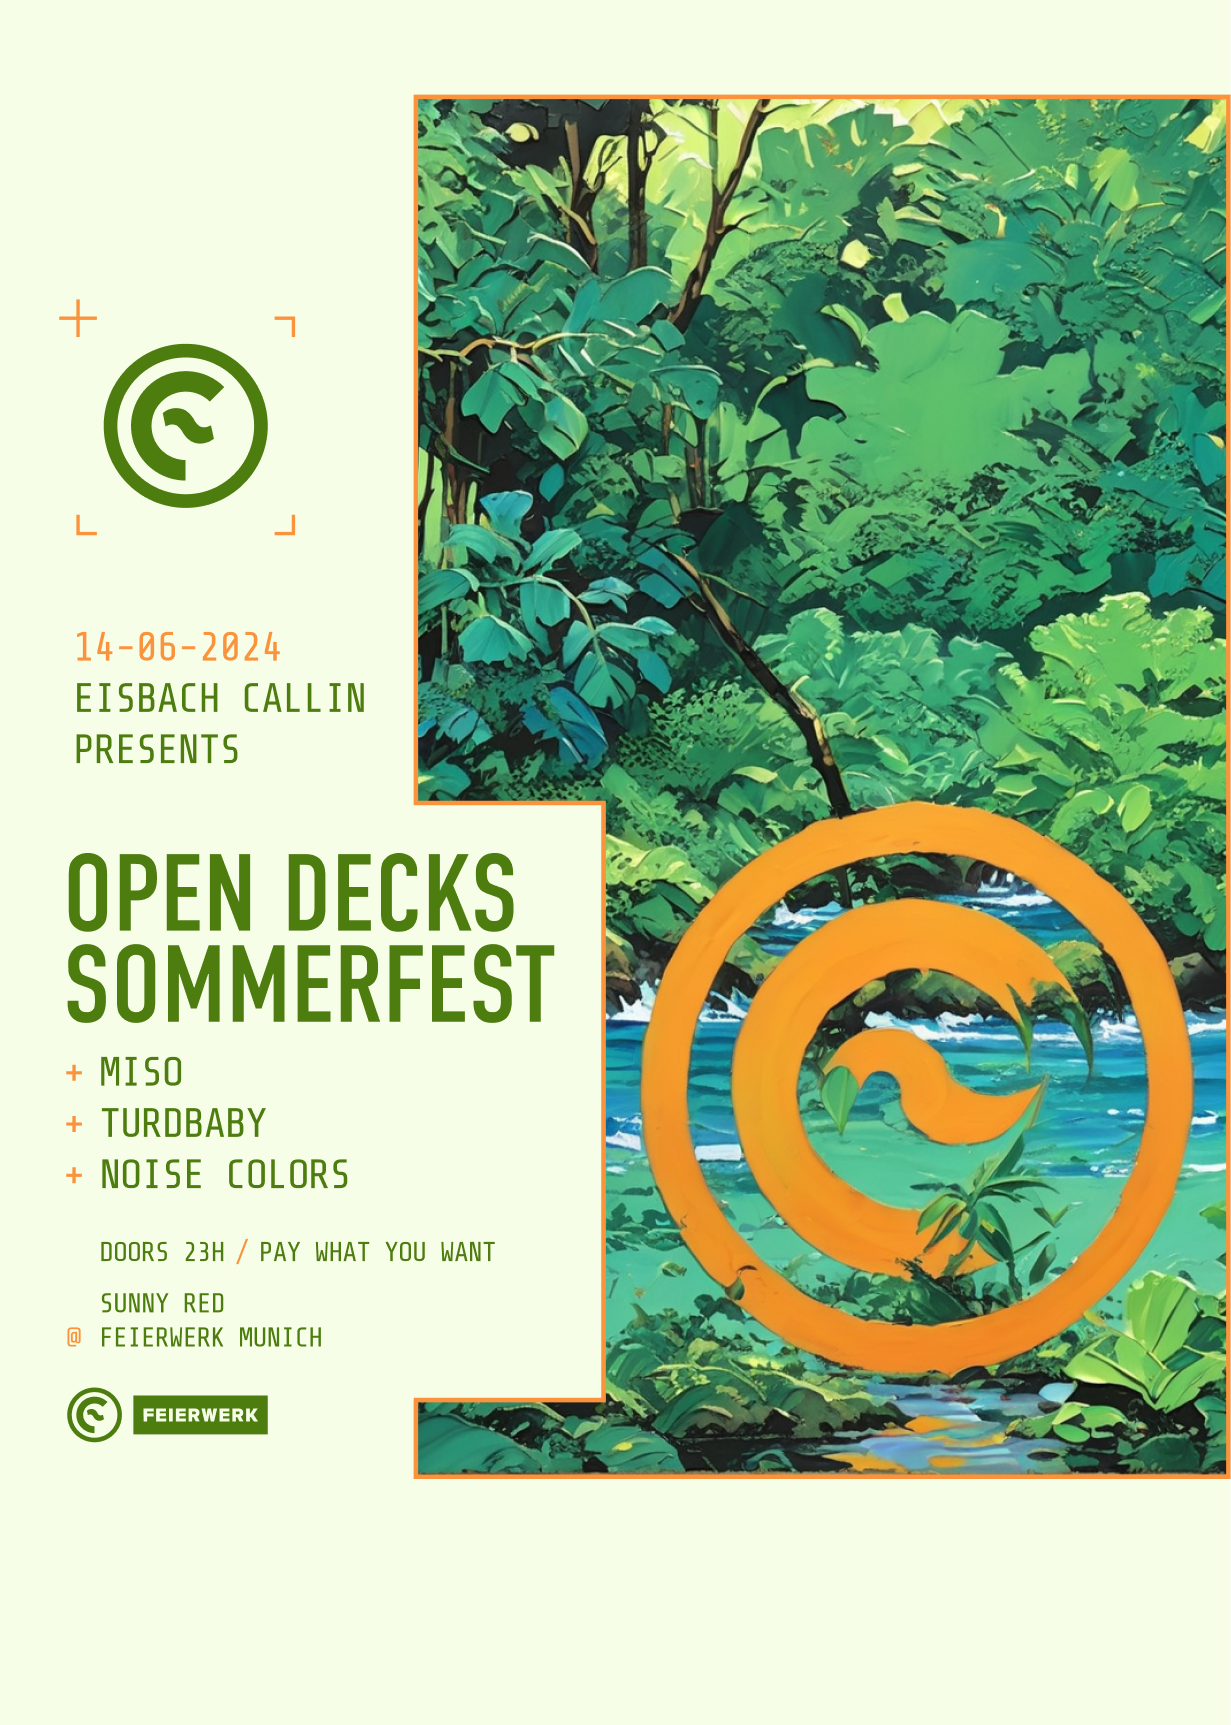 14-06-2024
EISBACH CALLIN
PRESENTS
OPEN DECKS
SOMMERFEST
+ MISO
+ TURDBABY
+ NOISE COLORS
DOORS 23H / PAY WHAT YOU WANT
SUNNY RED
@ FEIERWERK MUNICH
FEIERWERK